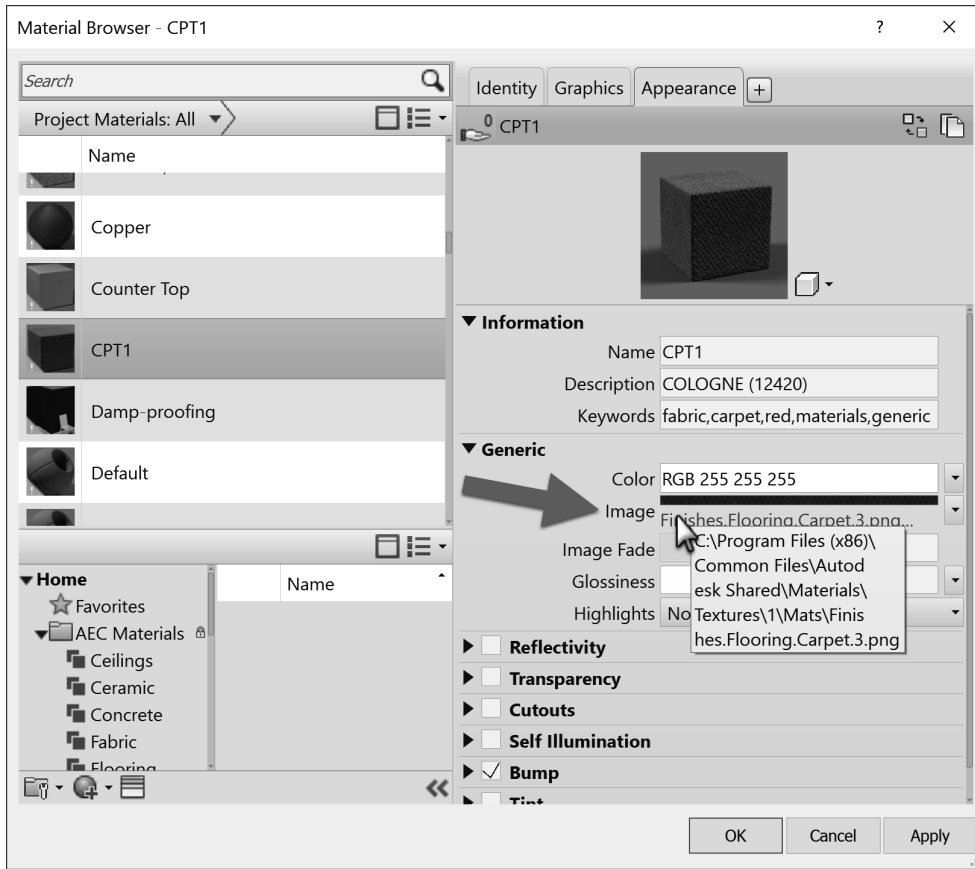 Material Browser - CPT1
?
Search
Project Materials: All
Name
Copper
Counter Top
CPT1
Damp-proofing
Default
Home
Favorites
AEC Materials
Ceilings
Ceramic
Concrete
Fabric
Flooring
Name
Identity
Graphics
Appearance
+
0
CPT1
Information
Name CPT1
Description COLOGNE (12420)
Keywords fabric,carpet,red,materials,generic
Generic
Color RGB 255 255 255
Image
Finishes.Flooring.Carpet.3.png...
C:\Program Files (x86)\
Common Files\Autod
esk Shared\Materials\
Textures\1\Mats\Finis
hes.Flooring.Carpet.3.png
Image Fade
Glossiness
Highlights
Reflectivity
Transparency
Cutouts
Self Illumination
Bump
Tint
OK
Cancel
Apply